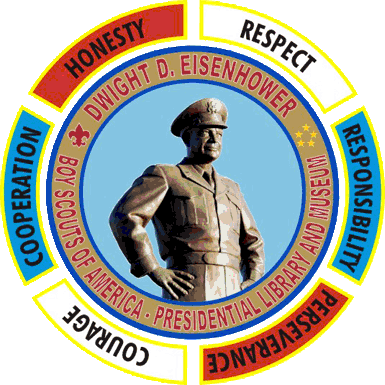 HONESTY
RESPECT
RESPONSIBILITY
PERSEVERANCE
COURAGE
COOPERATION
DWIGHT D. EISENHOWER
BOY SCOUTS OF AMERICA - PRESIDENTIAL LIBRARY AND MUSEUM